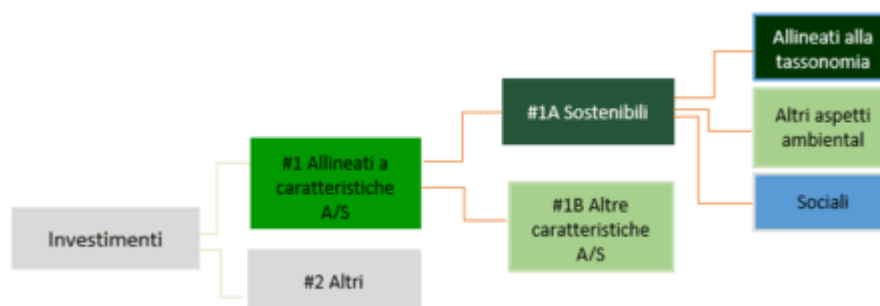 Investimenti
#1 Allineati a
caratteristiche
A/S
#2 Altri
#1A Sostenibili
#1B Altre
caratteristiche
A/S
Allineati alla
tassonomia
Altri aspetti
ambiental
Sociali